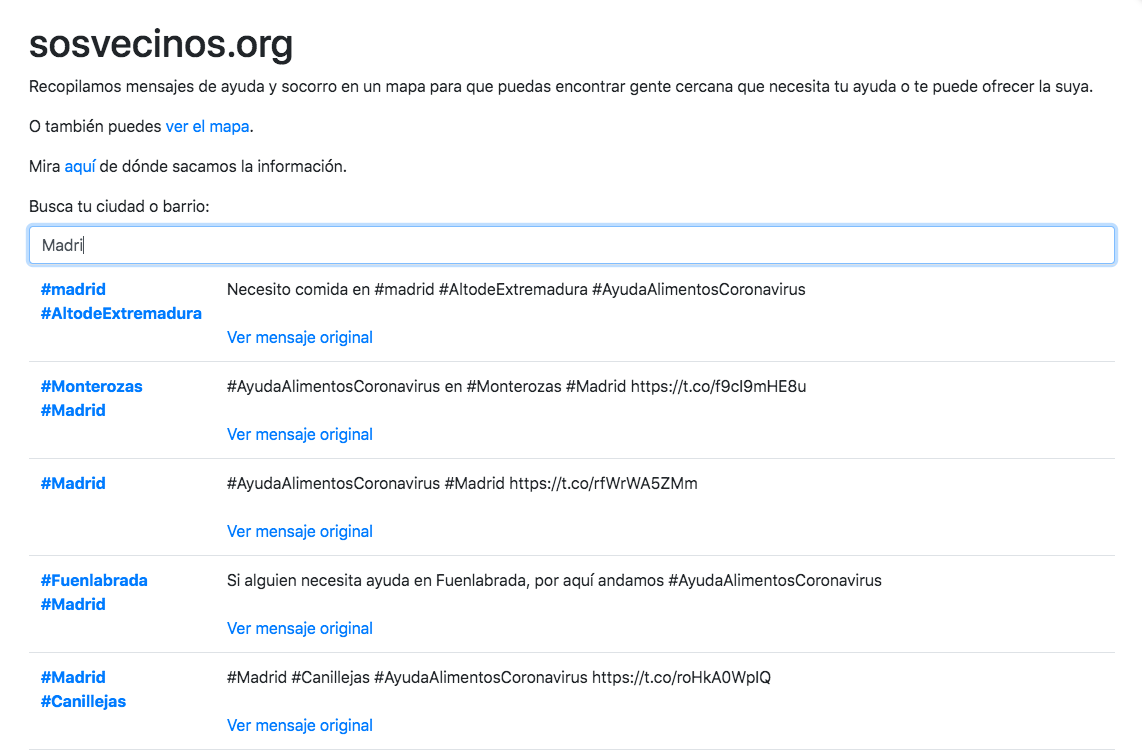 sosvecinos.org
Recopilamos mensajes de ayuda y socorro en un mapa para que puedas encontrar gente cercana que necesita tu ayuda o te puede ofrecer la suya.
O también puedes ver el mapa.
Mira aquí de dónde sacamos la información.
Busca tu ciudad o barrio:
Madri
#madrid
#AltodeExtremadura
Necesito comida en #madrid #AltodeExtremadura #AyudaAlimentosCoronavirus
Ver mensaje original
#Monterozas
#Madrid
#AyudaAlimentosCoronavirus en #Monterozas #Madrid https://t.co/f9cI9mHE8u
Ver mensaje original
#Madrid
#AyudaAlimentosCoronavirus #Madrid https://t.co/rfWrWA5ZMm
Ver mensaje original
#Fuenlabrada
#Madrid
Si alguien necesita ayuda en Fuenlabrada, por aquí andamos #AyudaAlimentosCoronavirus
Ver mensaje original
#Madrid
#Canillejas
#Madrid #Canillejas #AyudaAlimentosCoronavirus https://t.co/roHkA0WpIQ
Ver mensaje original